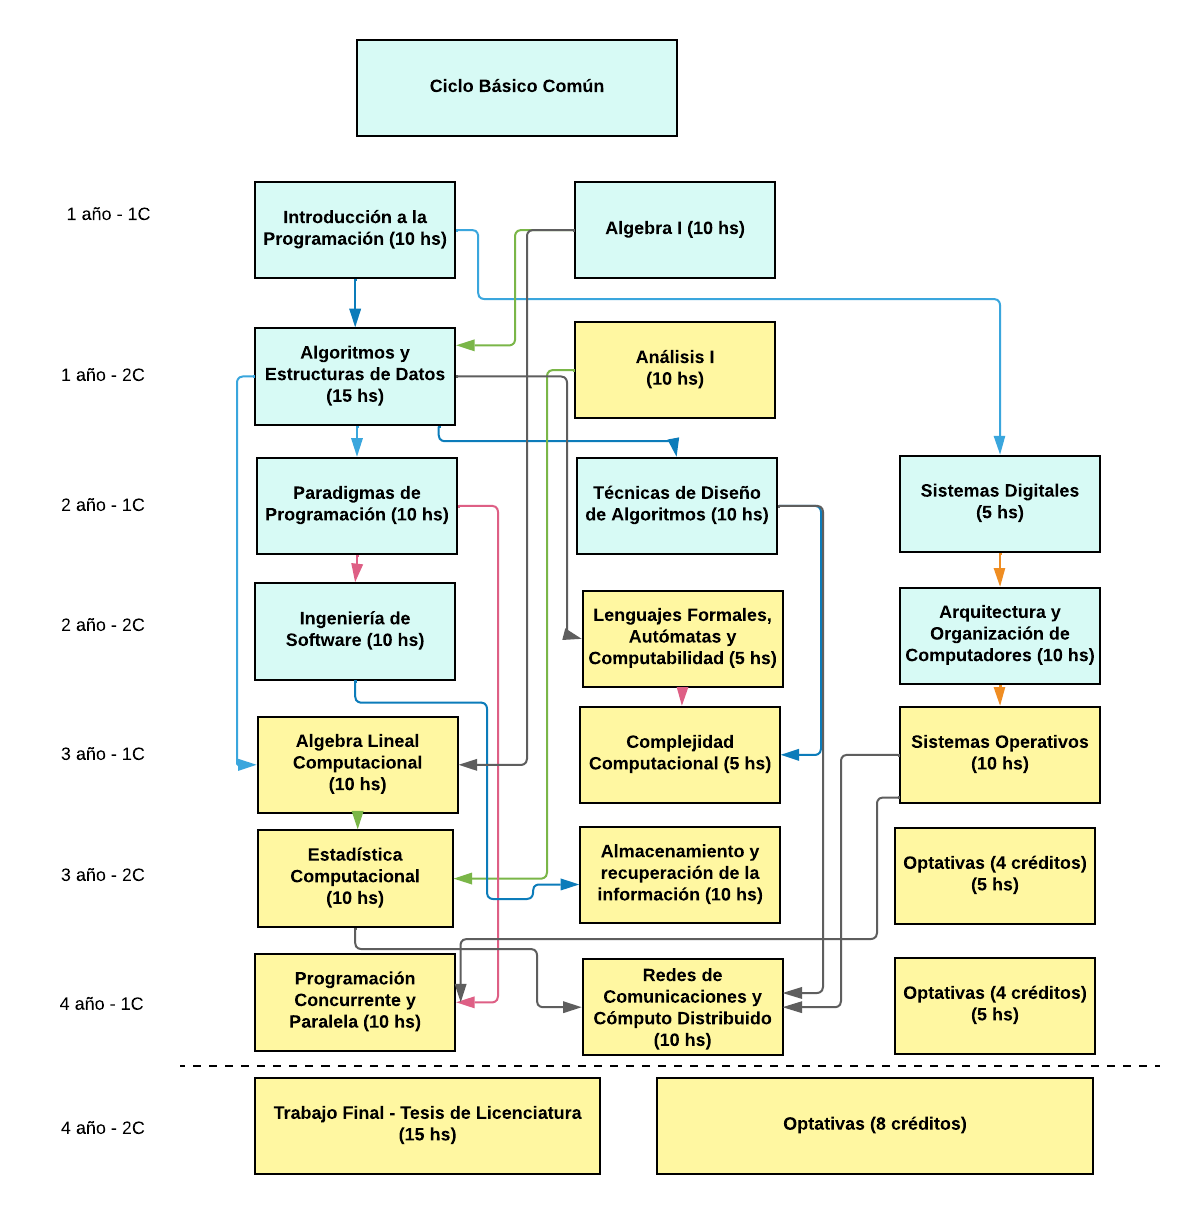 Ciclo Básico Común
1 año - 1C
Introducción a la
Programación (10 hs)
Algebra I (10 hs)
1 año - 2C
Algoritmos y
Estructuras de Datos
(15 hs)
Análisis I
(10 hs)
2 año - 1C
Paradigmas de
Programación (10 hs)
Técnicas de Diseño
de Algoritmos (10 hs)
Sistemas Digitales
(5 hs)
2 año - 2C
Ingeniería de
Software (10 hs)
Lenguajes Formales,
Autómatas y
Computabilidad (5 hs)
Arquitectura y
Organización de
Computadores (10 hs)
3 año - 1C
Algebra Lineal
Computacional
(10 hs)
Complejidad
Computacional (5 hs)
Sistemas Operativos
(10 hs)
3 año - 2C
Estadística
Computacional
(10 hs)
Almacenamiento y
recuperación de la
información (10 hs)
Optativas (4 créditos)
(5 hs)
4 año - 1C
Programación
Concurrente y
Paralela (10 hs)
Redes de
Comunicaciones y
Cómputo Distribuido
(10 hs)
Optativas (4 créditos)
(5 hs)
4 año - 2C
Trabajo Final - Tesis de Licenciatura
(15 hs)
Optativas (8 créditos)